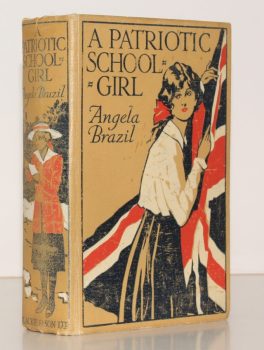 A PATRIOTIC
SCHOOL-
GIRL
Angela
Brazil
A
PATRIOTIC
SCHOOL-
GIRL
Angela
Brazil
BLACKIE & SON LTD